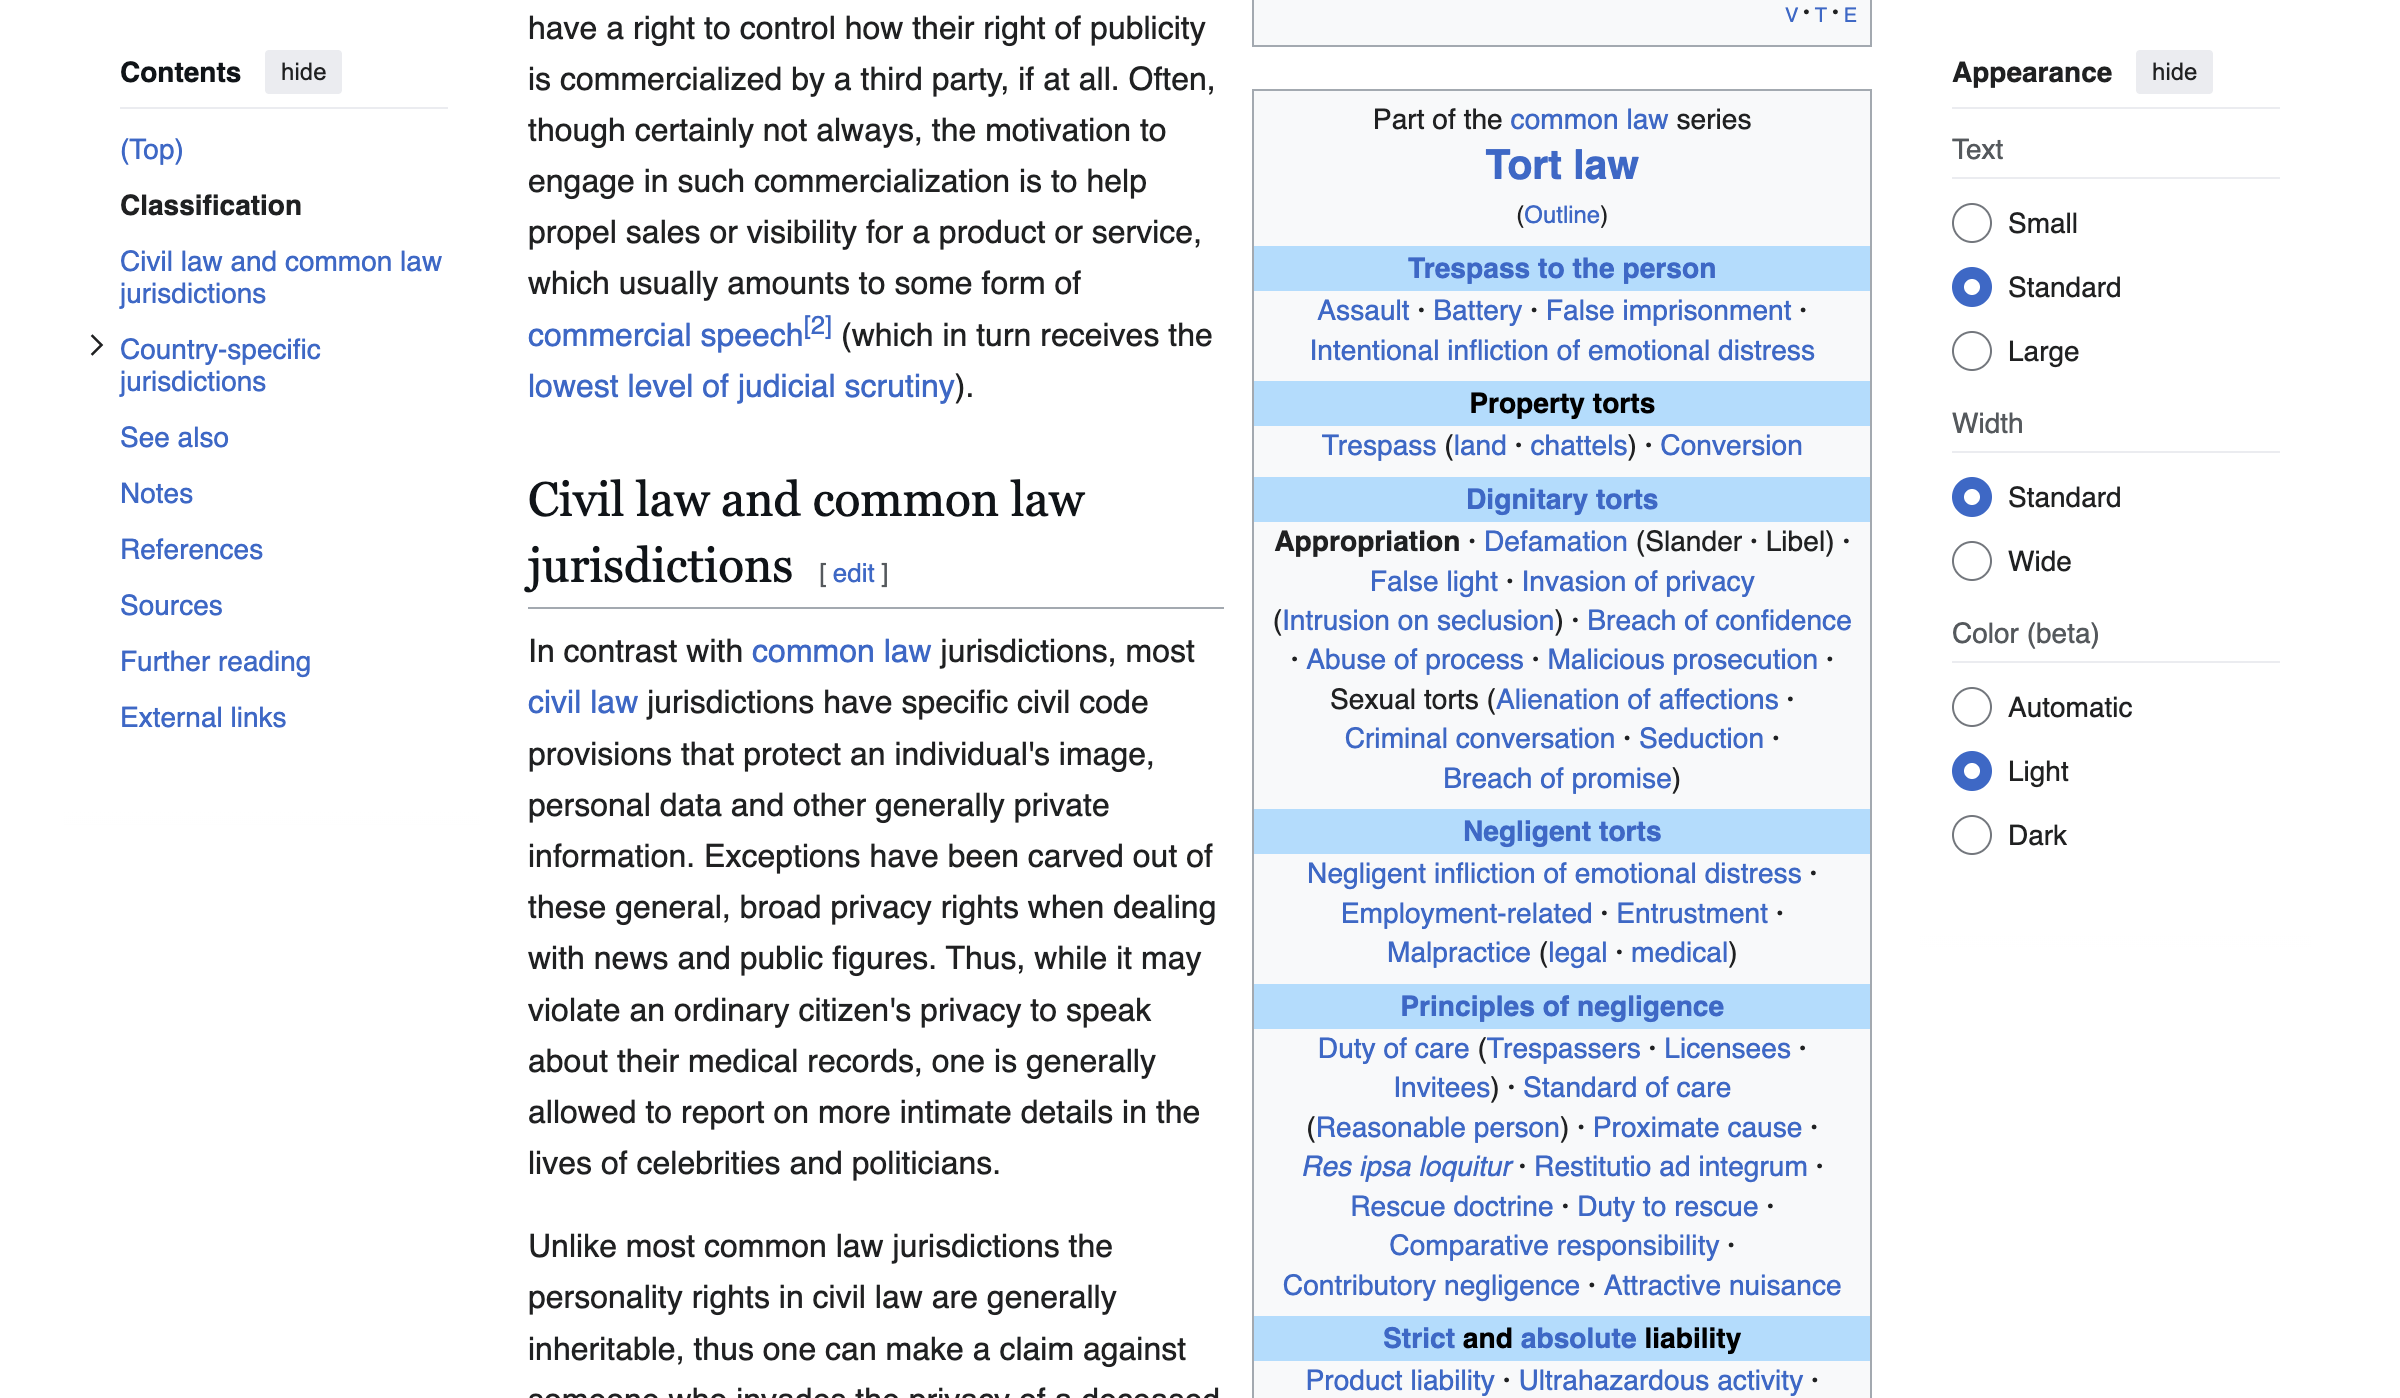 Contents hide
(Top)
Classification
Civil law and common law
jurisdictions
Country-specific
jurisdictions
See also
Notes
References
Sources
Further reading
External links
have a right to control how their right of publicity
is commercialized by a third party, if at all. Often,
though certainly not always, the motivation to
engage in such commercialization is to help
propel sales or visibility for a product or service,
which usually amounts to some form of
commercial speech[2] (which in turn receives the
lowest level of judicial scrutiny).
Civil law and common law
jurisdictions [ edit ]
In contrast with common law jurisdictions, most
civil law jurisdictions have specific civil code
provisions that protect an individual's image,
personal data and other generally private
information. Exceptions have been carved out of
these general, broad privacy rights when dealing
with news and public figures. Thus, while it may
violate an ordinary citizen's privacy to speak
about their medical records, one is generally
allowed to report on more intimate details in the
lives of celebrities and politicians.
Unlike most common law jurisdictions the
personality rights in civil law are generally
inheritable, thus one can make a claim against
someone who invades the privacy of a deceased
V · T · E
Part of the common law series
Tort law
(Outline)
Trespass to the person
Assault · Battery · False imprisonment ·
Intentional infliction of emotional distress
Property torts
Trespass (land · chattels) · Conversion
Dignitary torts
Appropriation · Defamation (Slander · Libel) ·
False light · Invasion of privacy
(Intrusion on seclusion) · Breach of confidence
· Abuse of process · Malicious prosecution ·
Sexual torts (Alienation of affections ·
Criminal conversation · Seduction ·
Breach of promise)
Negligent torts
Negligent infliction of emotional distress ·
Employment-related · Entrustment ·
Malpractice (legal · medical)
Principles of negligence
Duty of care (Trespassers · Licensees ·
Invitees) · Standard of care
(Reasonable person) · Proximate cause ·
Res ipsa loquitur · Restitutio ad integrum ·
Rescue doctrine · Duty to rescue ·
Comparative responsibility ·
Contributory negligence · Attractive nuisance
Strict and absolute liability
Product liability · Ultrahazardous activity ·
Appearance hide
Text
Small
Standard
Large
Width
Standard
Wide
Color (beta)
Automatic
Light
Dark